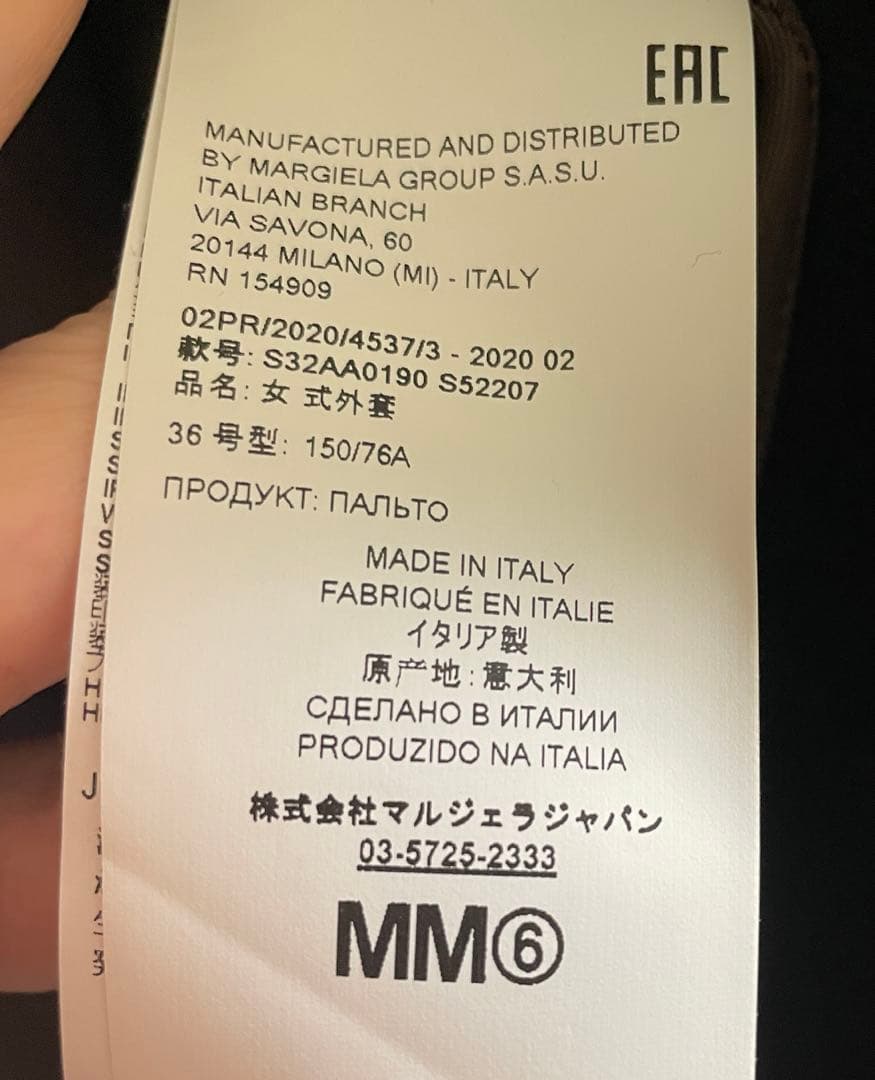 EAC
MANUFACTURED AND DISTRIBUTED
BY MARGIELA GROUP S.A.S.U.
ITALIAN BRANCH
VIA SAVONA, 60
20144 MILANO (MI) - ITALY
RN 154909
02PR/2020/4537/3 - 2020 02
款号: S32AA0190 S52207
品名: 女 式外套
36 号型: 150/76A
ПРОДУКТ: ПАЛЬТО
MADE IN ITALY
FABRIQUÉ EN ITALIE
イタリア製
原产地:意大利
СДЕЛАНО В ИТАЛИИ
PRODUZIDO NA ITALIA
株式会社マルジェラジャパン
03-5725-2333
MM⑥